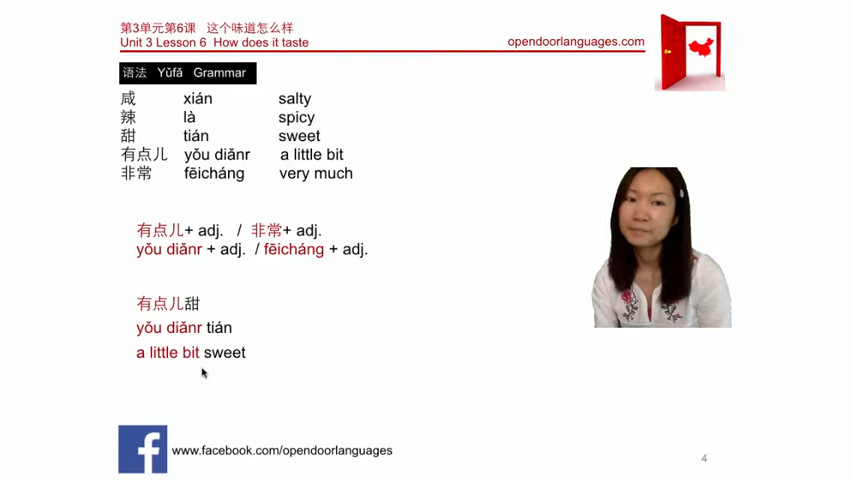 第3单元第6课 这个味道怎么样
Unit 3 Lesson 6 How does it taste
opendoorlanguages.com
语法 Yǔfǎ Grammar
咸 xián salty
辣 là spicy
甜 tián sweet
有点儿 yǒu diǎnr a little bit
非常 fēicháng very much
有点儿+ adj. / 非常+ adj.
yǒu diǎnr + adj. / fēicháng + adj.
有点儿甜
yǒu diǎnr tián
a little bit sweet
f
www.facebook.com/opendoorlanguages
4